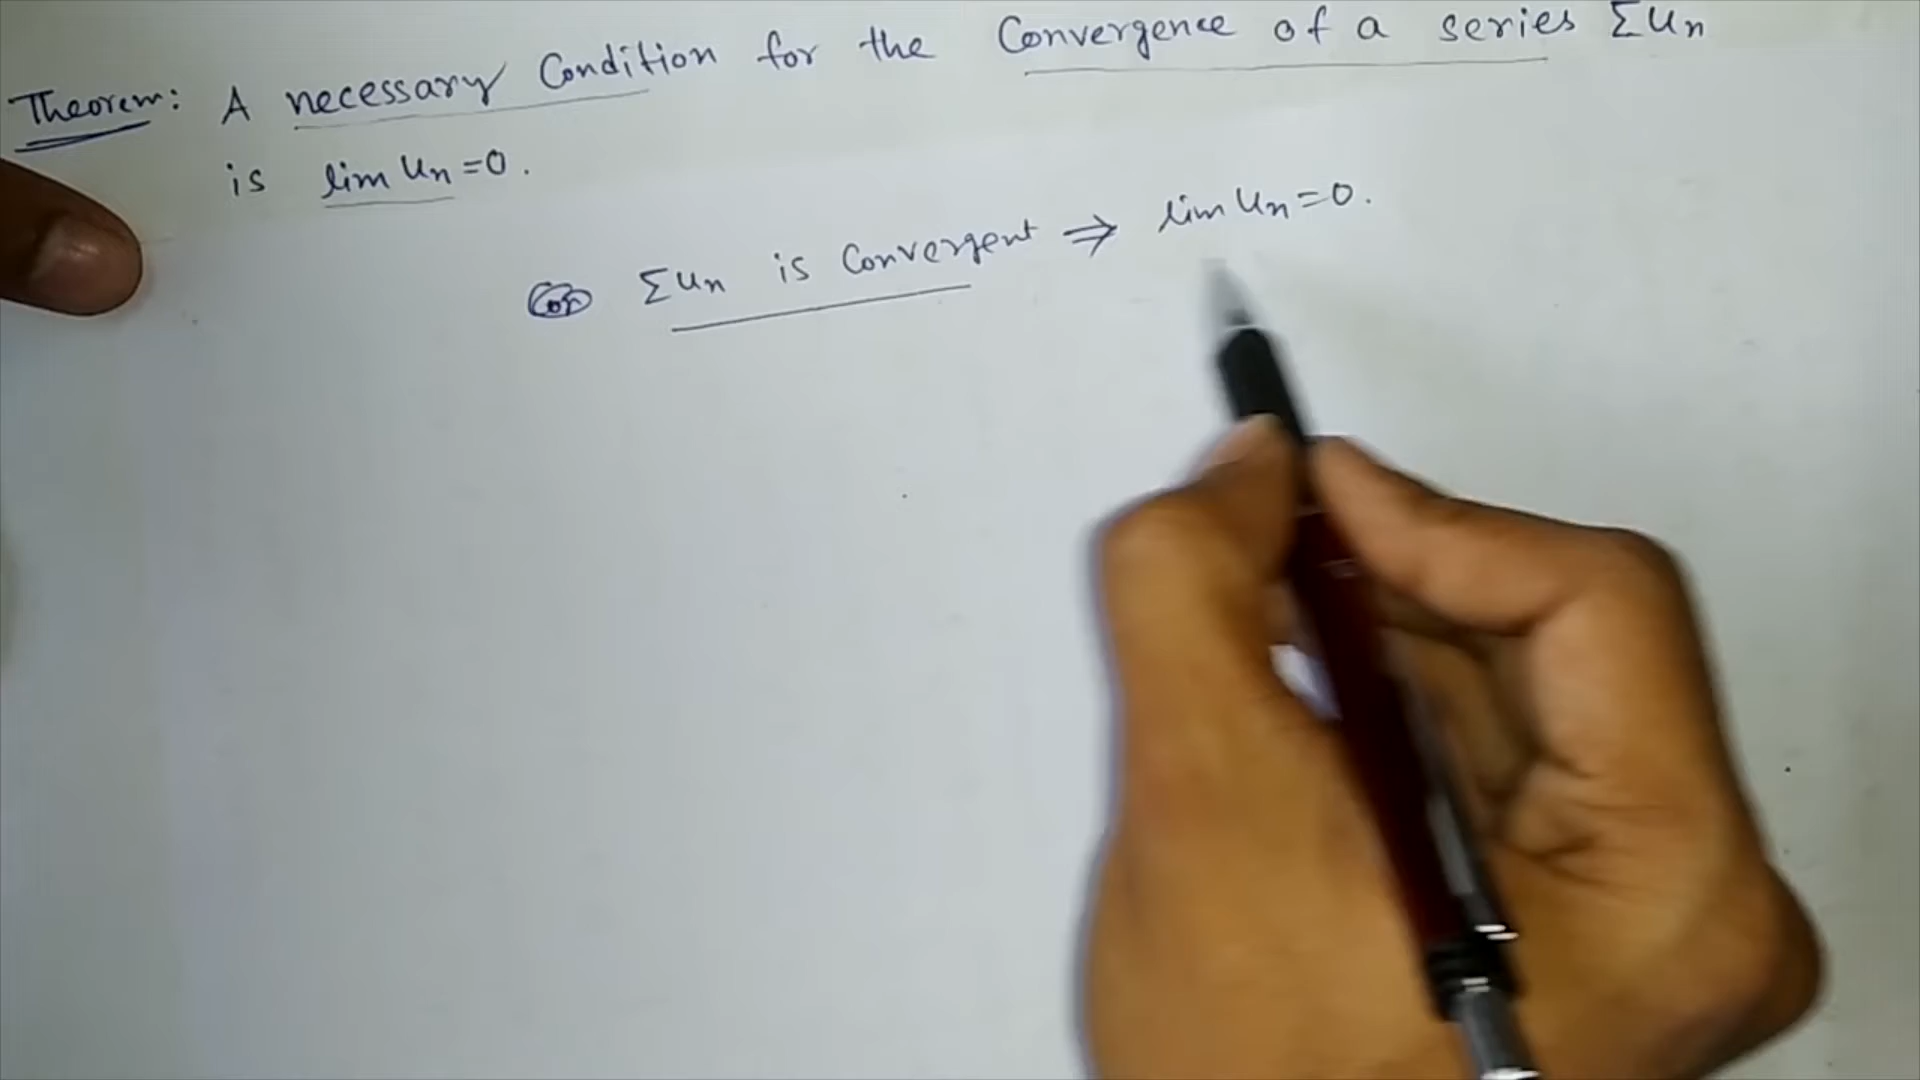 Theorem: A necessary Condition for the Convergence of a series Σun
is lim un = 0.
(or) Σun is Convergent ⇒ lim un = 0.